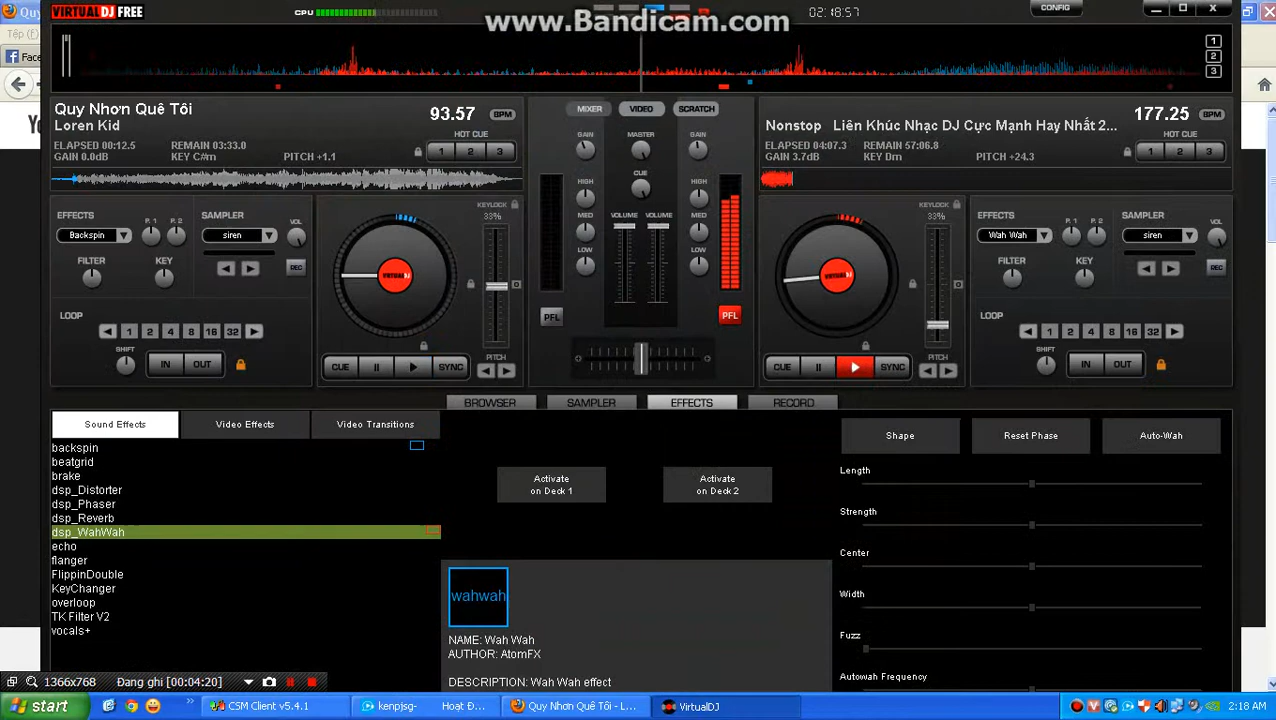 VIRTUALDJ FREE
CPU
www.Bandicam.com
02:18:57
CONFIG
1
2
3
Quy Nhơn Quê Tôi
Loren Kid
93.57 BPM
HOT CUE
ELAPSED 00:12.5 REMAIN 03:33.0
GAIN 0.0dB KEY C#m PITCH +1.1
1 2 3
MIXER VIDEO SCRATCH
177.25 BPM
Nonstop Liên Khúc Nhạc DJ Cực Mạnh Hay Nhất 2...
HOT CUE
ELAPSED 04:07.3 REMAIN 57:06.8
GAIN 3.7dB KEY Dm PITCH +24.3
1 2 3
EFFECTS P. 1 P. 2 SAMPLER VOL
Backspin siren
FILTER KEY REC
LOOP
1 2 4 8 16 32
SHIFT IN OUT
KEYLOCK
33%
VIRTUALDJ
CUE SYNC
PITCH
GAIN MASTER GAIN
CUE
HIGH HIGH
MED VOLUME VOLUME MED
LOW LOW
PFL PFL
KEYLOCK
33%
VIRTUALDJ
CUE SYNC
PITCH
EFFECTS P. 1 P. 2 SAMPLER VOL
Wah Wah siren
FILTER KEY REC
LOOP
1 2 4 8 16 32
SHIFT IN OUT
BROWSER SAMPLER EFFECTS RECORD
Sound Effects Video Effects Video Transitions
backspin
beatgrid
brake
dsp_Distorter
dsp_Phaser
dsp_Reverb
dsp_WahWah
echo
flanger
FlippinDouble
KeyChanger
overloop
TK Filter V2
vocals+
Activate
on Deck 1
Activate
on Deck 2
wahwah
NAME: Wah Wah
AUTHOR: AtomFX
DESCRIPTION: Wah Wah effect
Shape Reset Phase Auto-Wah
Length
Strength
Center
Width
Fuzz
Autowah Frequency
1366x768 Đang ghi [00:04:20]
start
CSM Client v5.4.1
kenpjsg- Hoạt Đ...
Quy Nhơn Quê Tôi - L...
VirtualDJ
2:18 AM